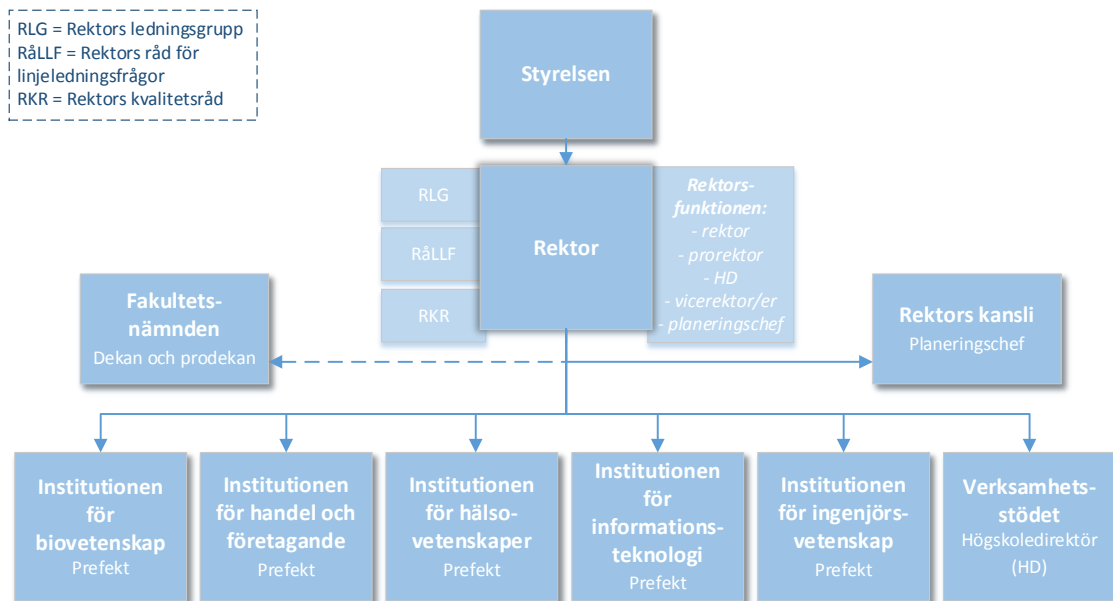 RLG = Rektors ledningsgrupp
RåLLF = Rektors råd för
linjeledningsfrågor
RKR = Rektors kvalitetsråd
Styrelsen
RLG
RåLLF
RKR
Rektor
Rektors-
funktionen:
- rektor
- prorektor
- HD
- vicerektor/er
- planeringschef
Fakultets-
nämnden
Dekan och prodekan
Rektors kansli
Planeringschef
Institutionen
för
biovetenskap
Prefekt
Institutionen
för handel och
företagande
Prefekt
Institutionen
för hälso-
vetenskaper
Prefekt
Institutionen
för
informations-
teknologi
Prefekt
Institutionen
för ingenjörs-
vetenskap
Prefekt
Verksamhets-
stödet
Högskoledirektör
(HD)